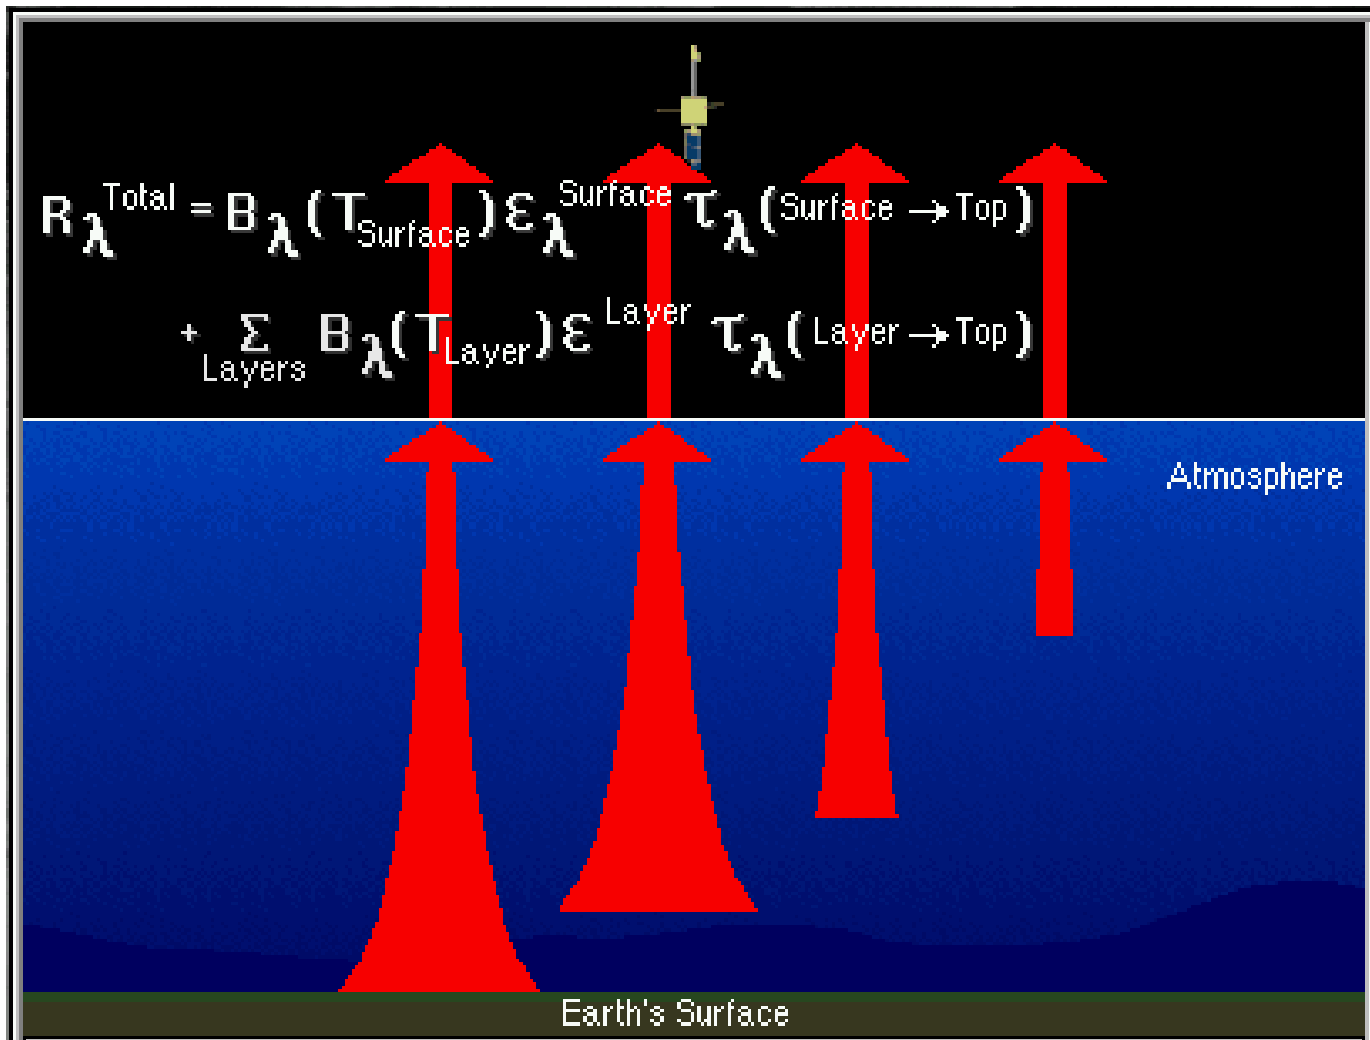 Rλ^Total = Bλ(T_Surface)ελ^Surface τλ(Surface → Top)
+ Σ_Layers Bλ(T_Layer)ε^Layer τλ(Layer → Top)
Atmosphere
Earth's Surface